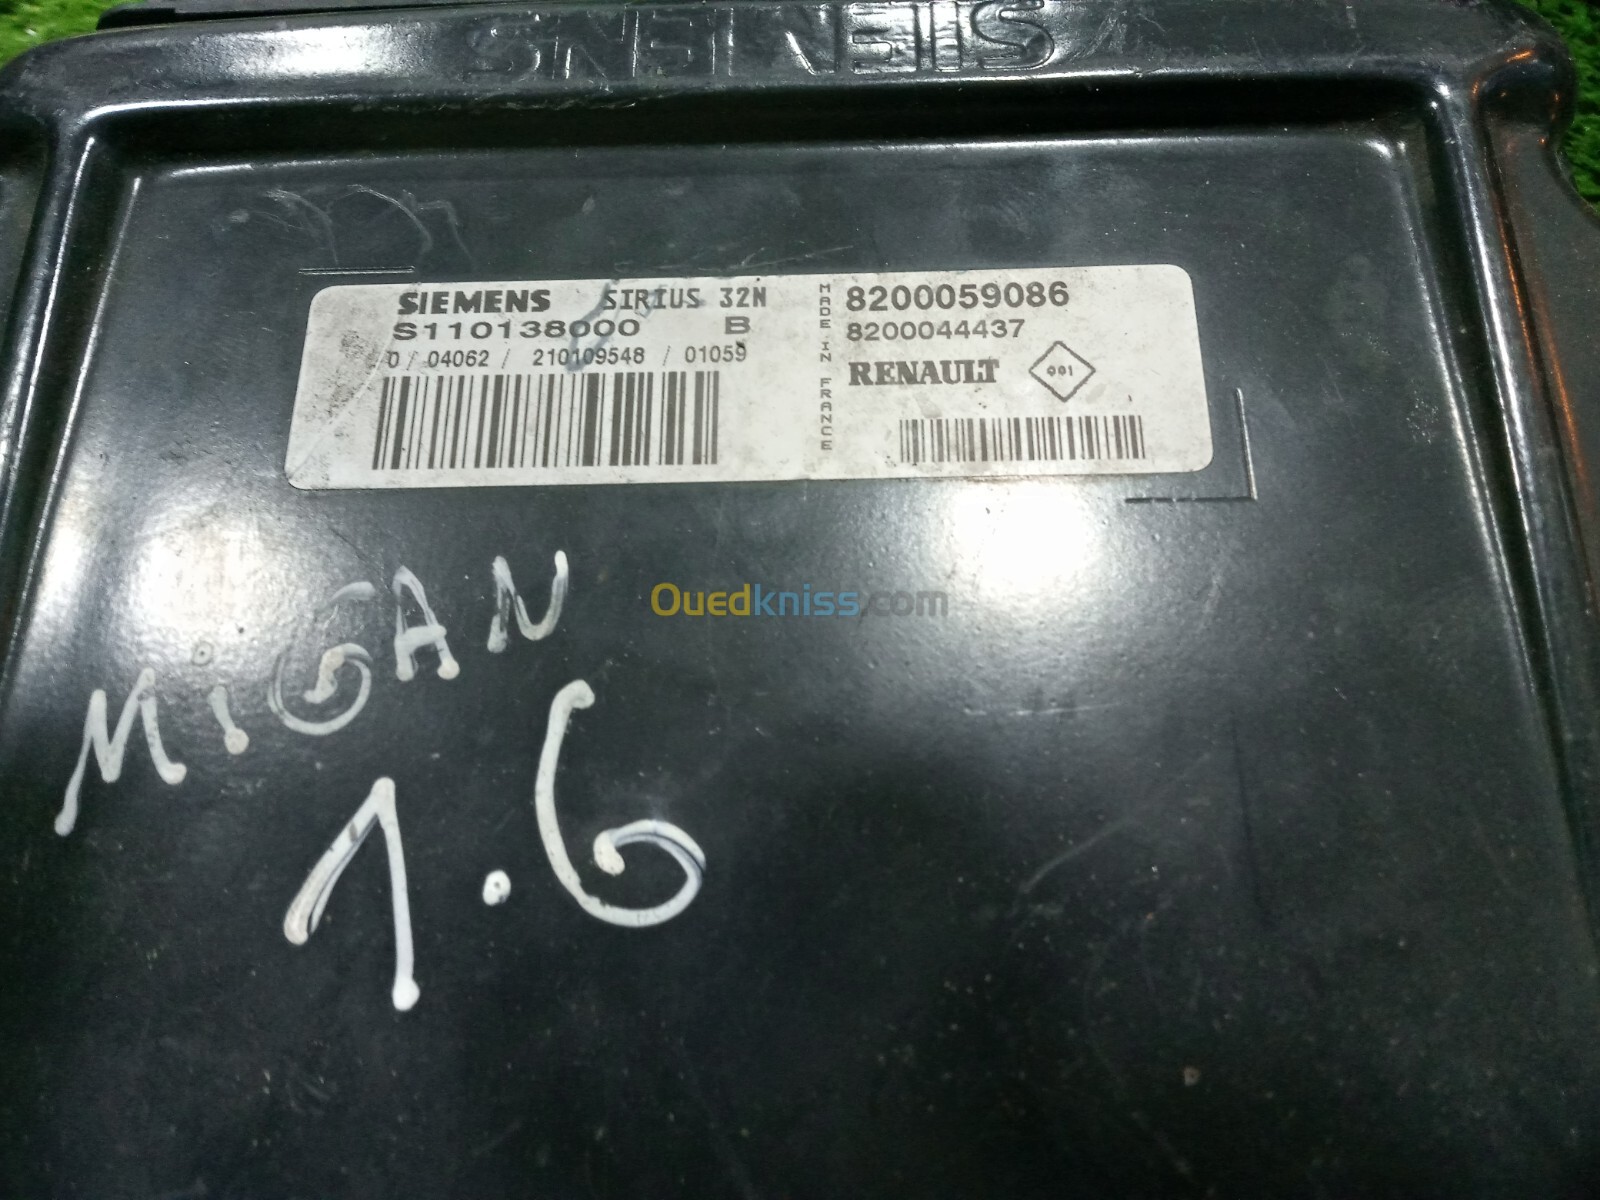 SIEMENS
SIEMENS SIRIUS 32N
S110138000 B
0 / 04062 / 210109548 / 01059
MADE IN FRANCE
8200059086
8200044437
RENAULT 001
Ouedkniss.com
MiGAN
1.6